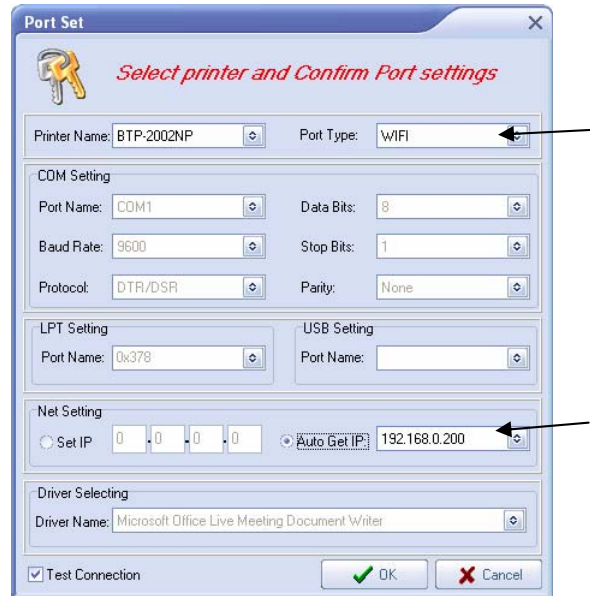 Port Set
Select printer and Confirm Port settings
Printer Name: BTP-2002NP Port Type: WIFI
COM Setting
Port Name: COM1 Data Bits: 8
Baud Rate: 9600 Stop Bits: 1
Protocol: DTR/DSR Parity: None
LPT Setting USB Setting
Port Name: 0x378 Port Name:
Net Setting
Set IP 0 . 0 . 0 . 0 Auto Get IP: 192.168.0.200
Driver Selecting
Driver Name: Microsoft Office Live Meeting Document Writer
Test Connection OK Cancel